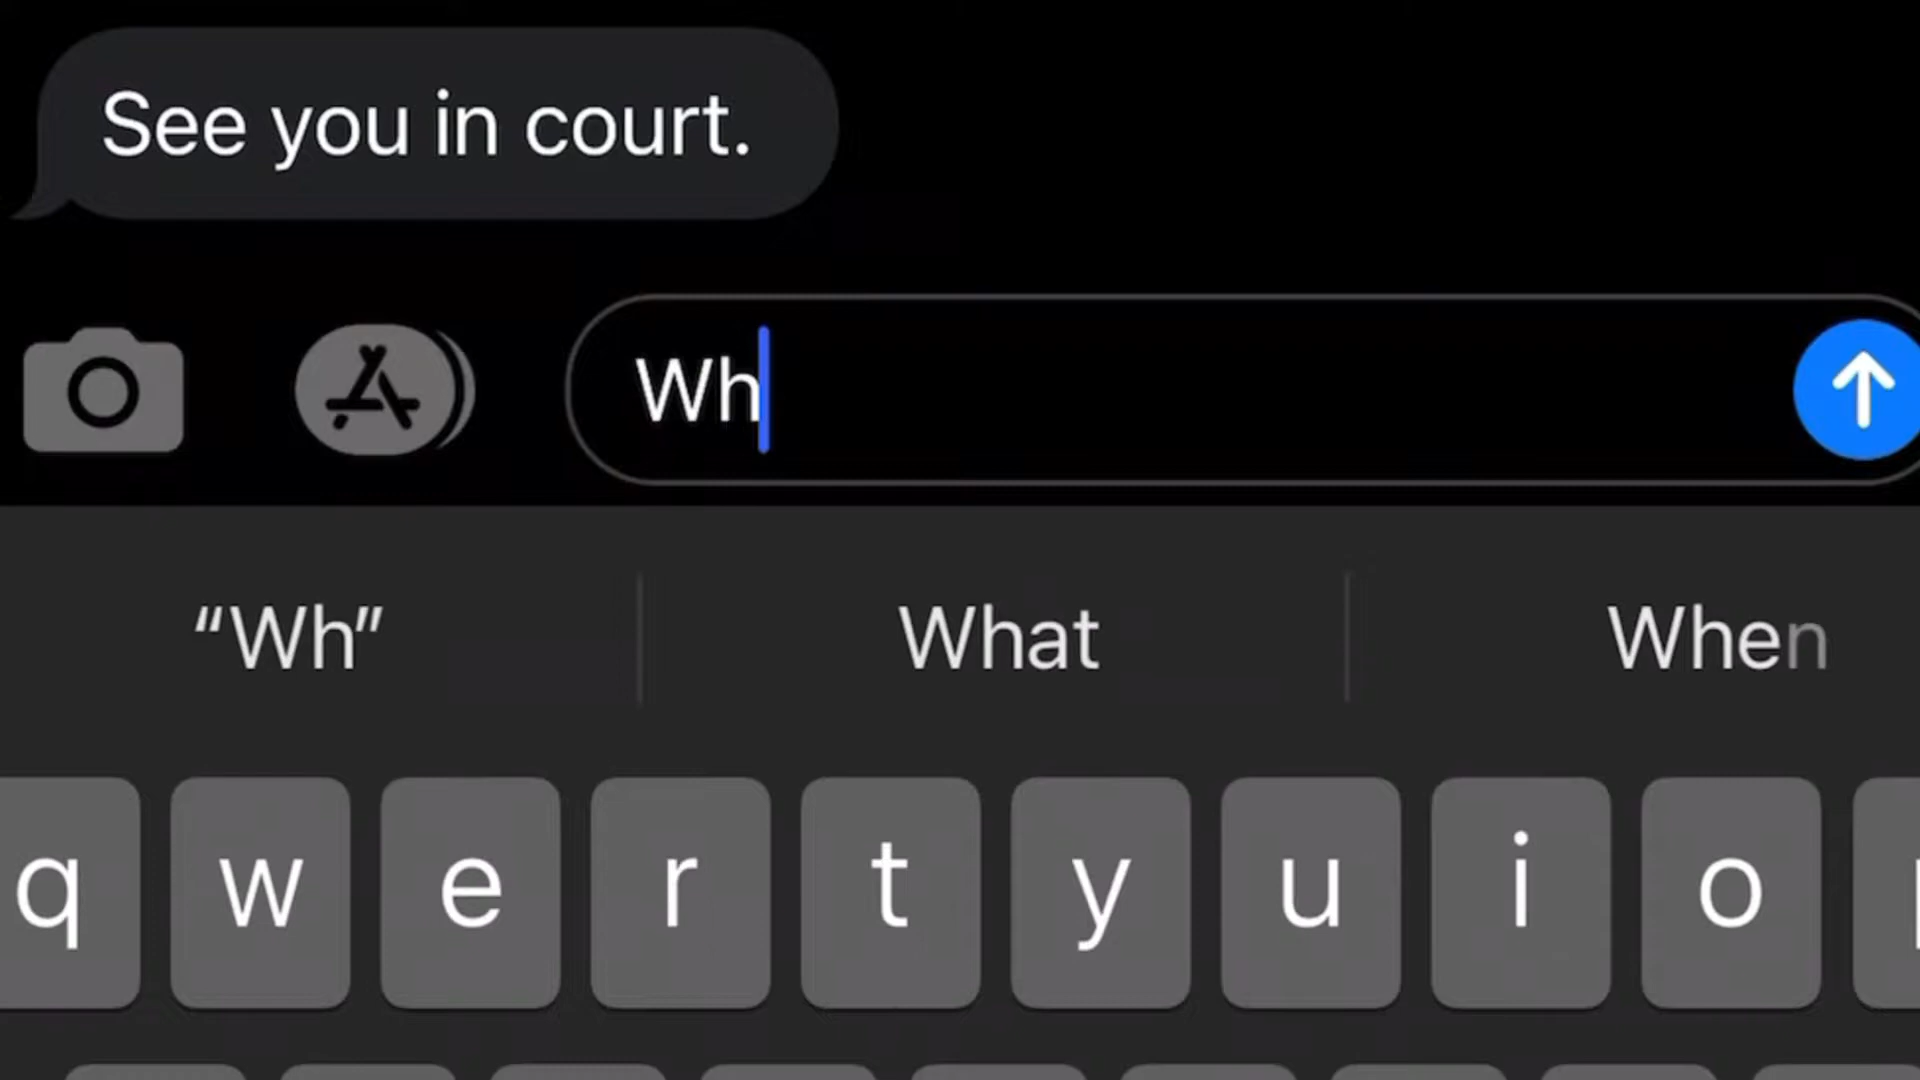 See you in court.
Wh
“Wh” What When
q w e r t y u i o